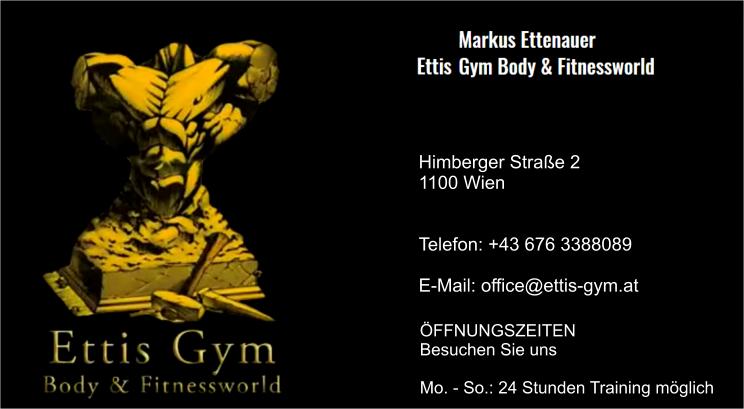 Ettis Gym
Body & Fitnessworld
Markus Ettenauer
Ettis Gym Body & Fitnessworld
Himberger Straße 2
1100 Wien
Telefon: +43 676 3388089
E-Mail: office@ettis-gym.at
ÖFFNUNGSZEITEN
Besuchen Sie uns
Mo. - So.: 24 Stunden Training möglich